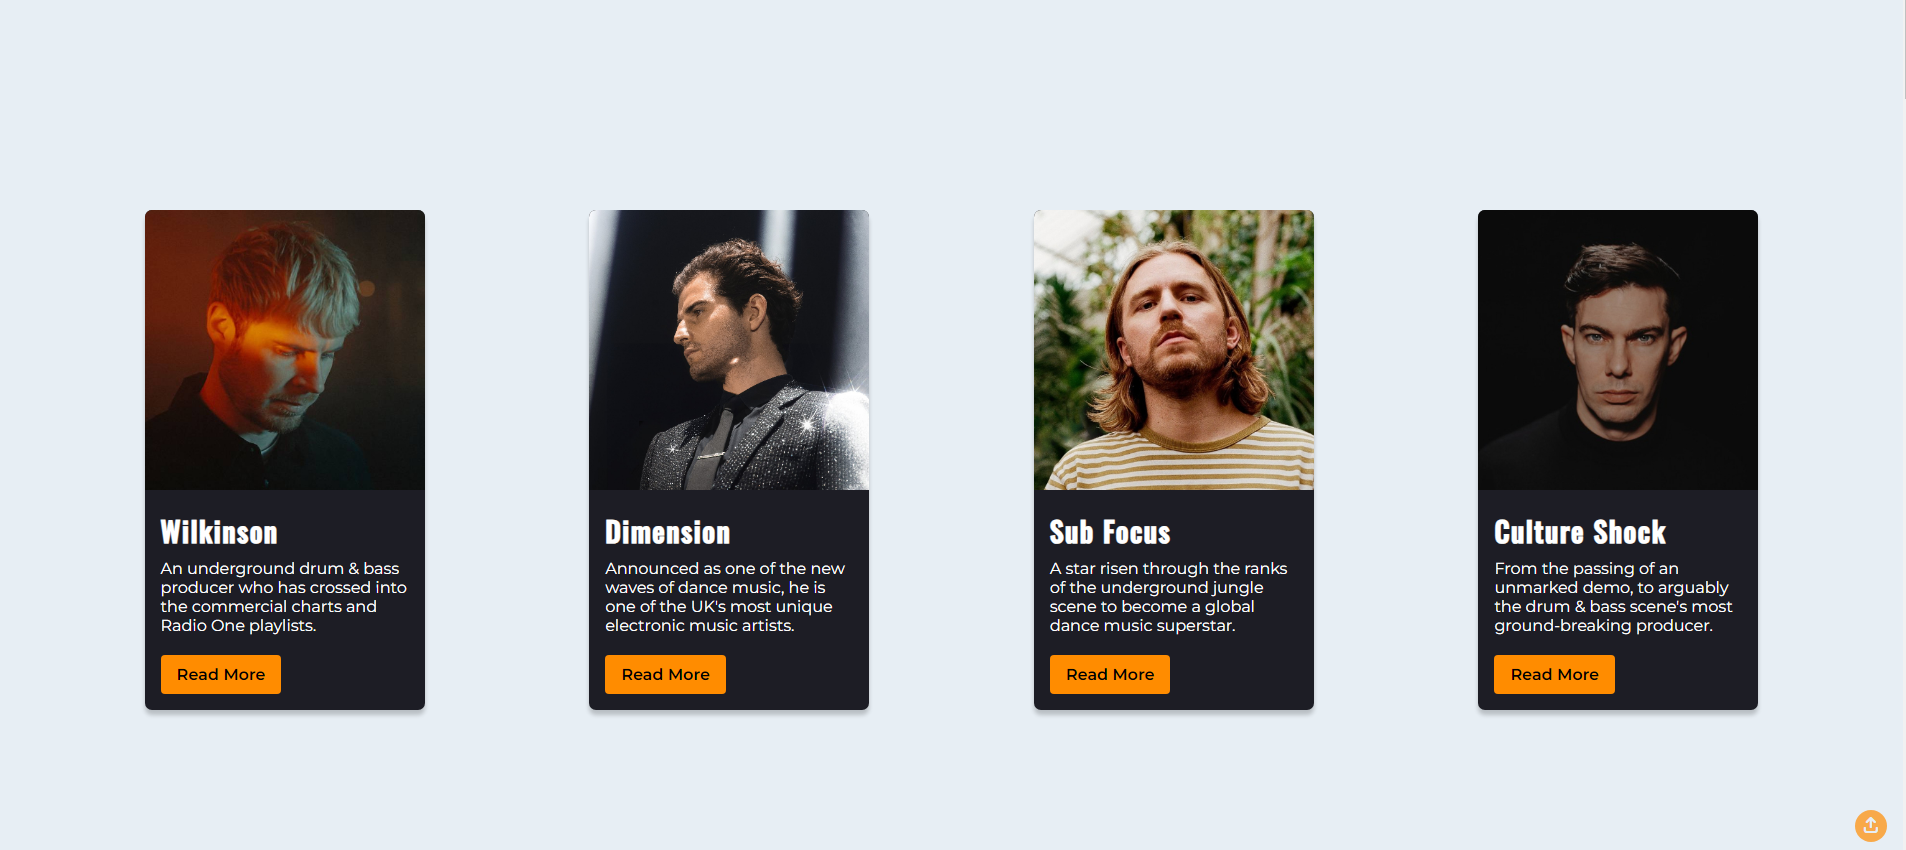 Wilkinson
An underground drum & bass
producer who has crossed into
the commercial charts and
Radio One playlists.
Read More
Dimension
Announced as one of the new
waves of dance music, he is
one of the UK's most unique
electronic music artists.
Read More
Sub Focus
A star risen through the ranks
of the underground jungle
scene to become a global
dance music superstar.
Read More
Culture Shock
From the passing of an
unmarked demo, to arguably
the drum & bass scene's most
ground-breaking producer.
Read More